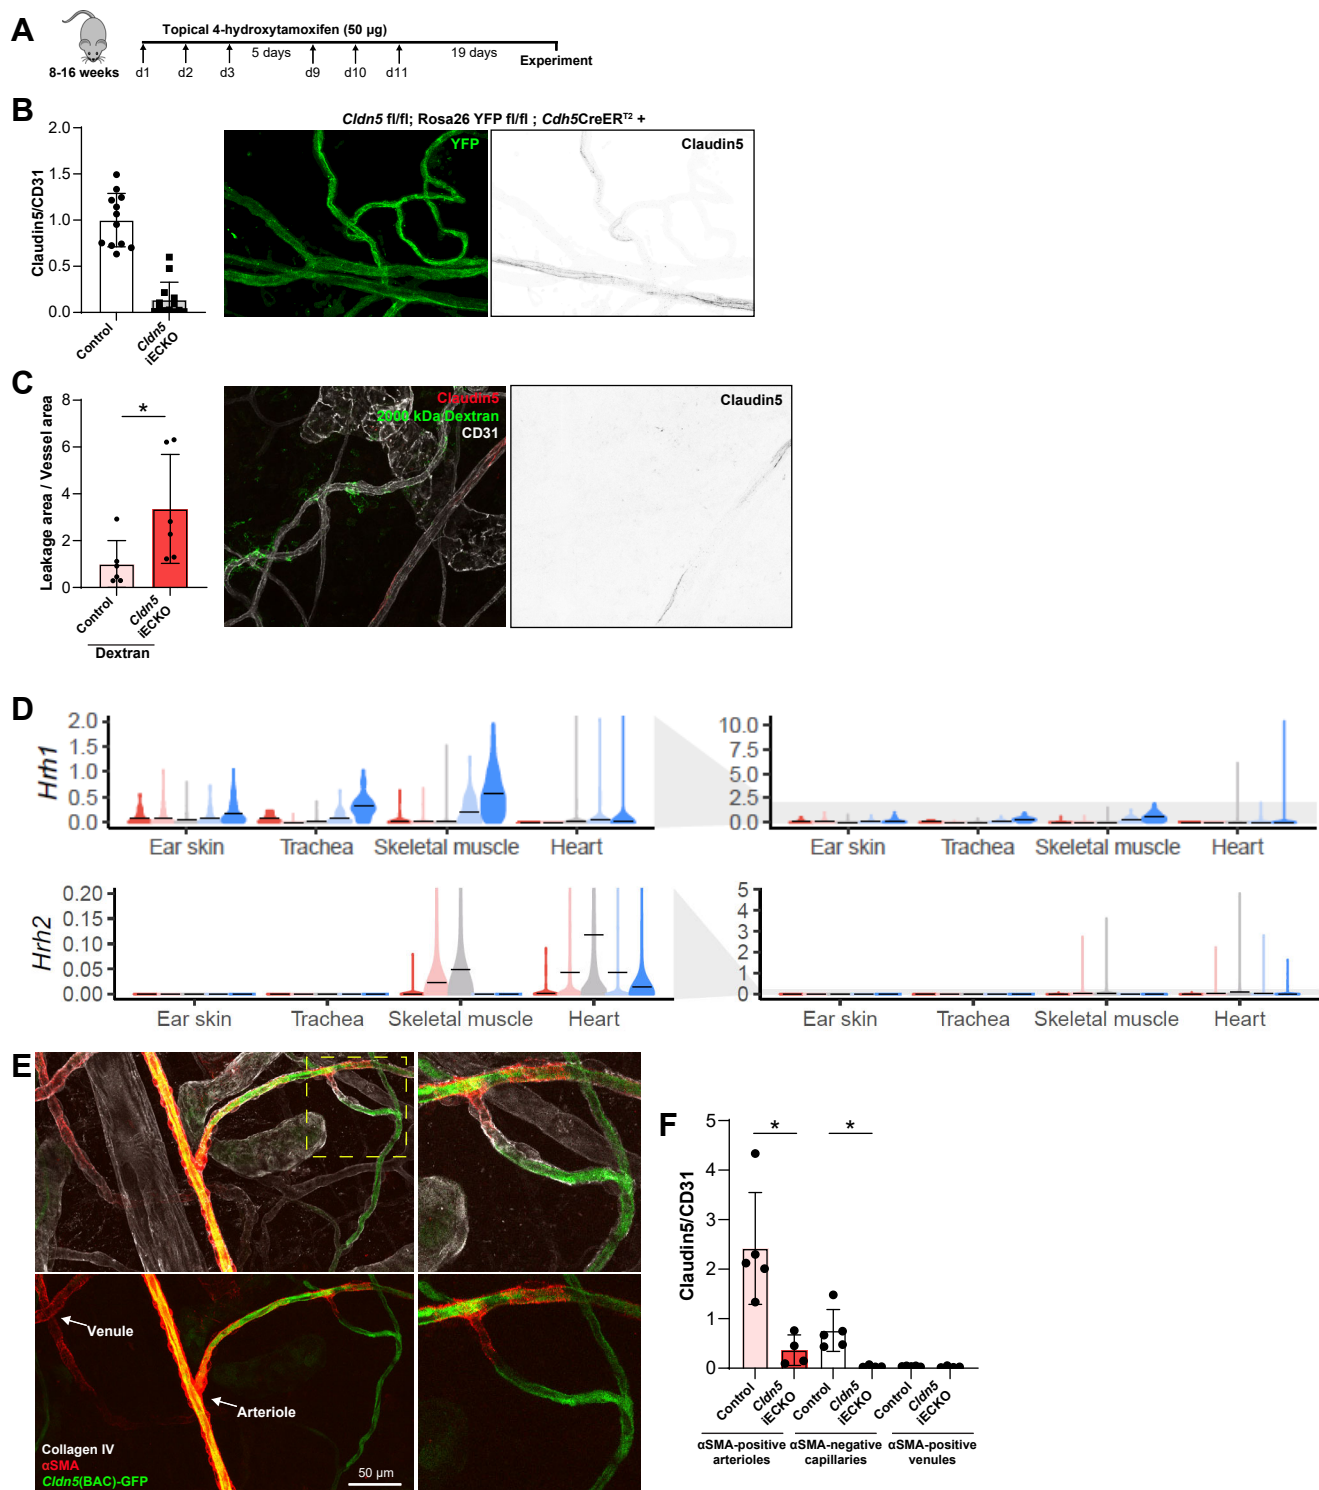 A
Topical 4-hydroxytamoxifen (50 µg)
5 days
19 days
8-16 weeks
d1
d2
d3
d9
d10
d11
Experiment
B
Cldn5 fl/fl; Rosa26 YFP fl/fl ; Cdh5CreERT2 +
Claudin5/CD31
2.0
1.5
1.0
0.5
0.0
Control
Cldn5
iECKO
YFP
Claudin5
C
Leakage area / Vessel area
8
6
4
2
0
*
Control
Cldn5
iECKO
Dextran
Claudin5
2000 kDa Dextran
CD31
Claudin5
D
Hrh1
2.0
1.5
1.0
0.5
0.0
Ear skin
Trachea
Skeletal muscle
Heart
10.0
7.5
5.0
2.5
0.0
Ear skin
Trachea
Skeletal muscle
Heart
Hrh2
0.20
0.15
0.10
0.05
0.00
Ear skin
Trachea
Skeletal muscle
Heart
5
4
3
2
1
0
Ear skin
Trachea
Skeletal muscle
Heart
E
Venule
Arteriole
Collagen IV
αSMA
Cldn5(BAC)-GFP
50 µm
F
Claudin5/CD31
5
4
3
2
1
0
*
*
Control
Cldn5
iECKO
Control
Cldn5
iECKO
Control
Cldn5
iECKO
αSMA-positive
arterioles
αSMA-negative
capillaries
αSMA-positive
venules